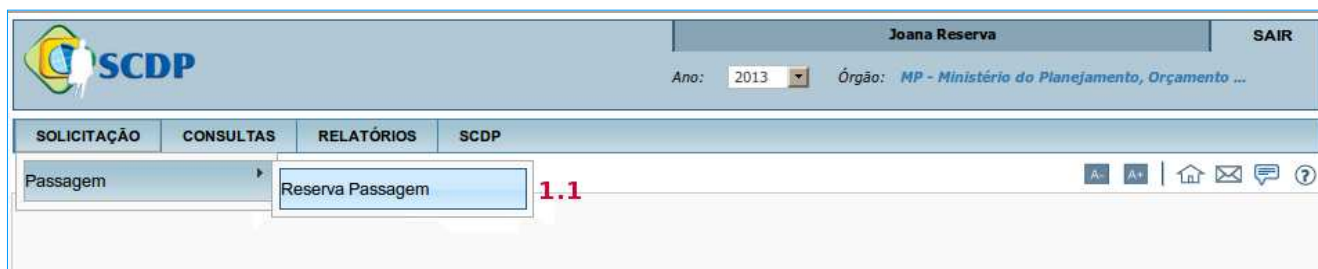 SCDP
Joana Reserva
SAIR
Ano: 2013 Órgão: MP - Ministério do Planejamento, Orçamento ...
SOLICITAÇÃO CONSULTAS RELATÓRIOS SCDP
A- A+ ?
Passagem
Reserva Passagem 1.1